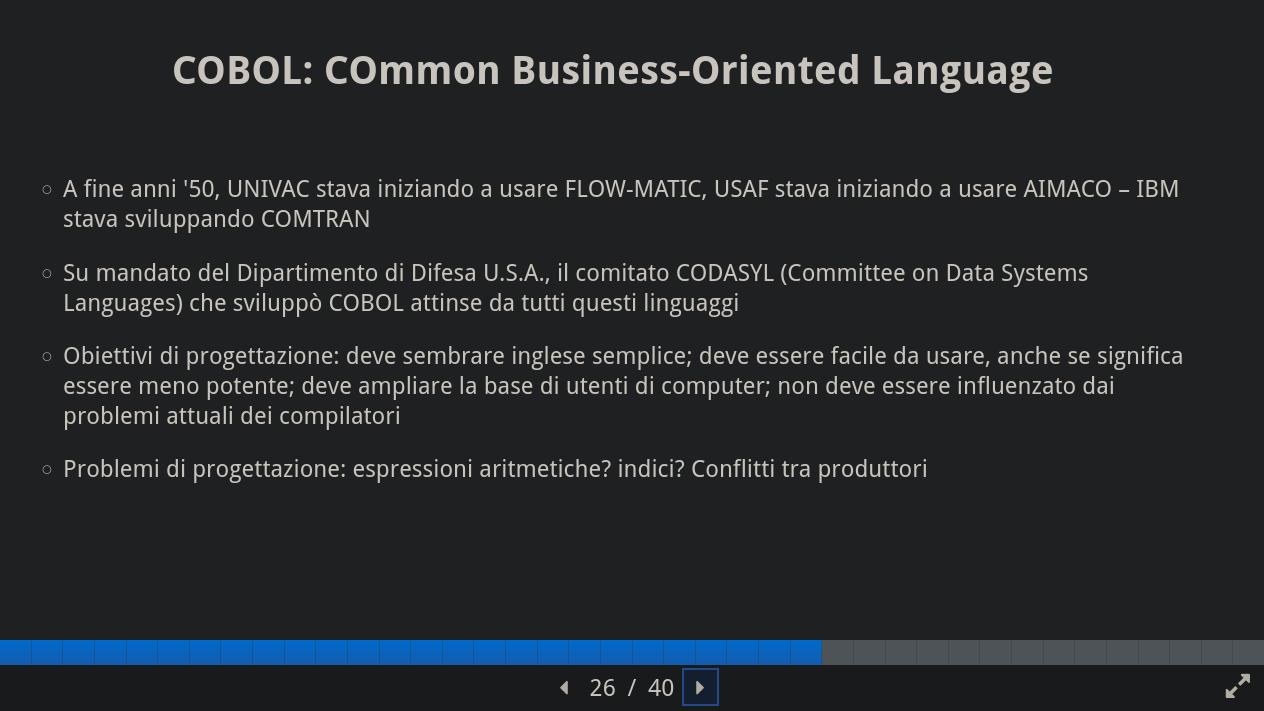 COBOL: COmmon Business-Oriented Language
A fine anni '50, UNIVAC stava iniziando a usare FLOW-MATIC, USAF stava iniziando a usare AIMACO – IBM
stava sviluppando COMTRAN
Su mandato del Dipartimento di Difesa U.S.A., il comitato CODASYL (Committee on Data Systems
Languages) che sviluppò COBOL attinse da tutti questi linguaggi
Obiettivi di progettazione: deve sembrare inglese semplice; deve essere facile da usare, anche se significa
essere meno potente; deve ampliare la base di utenti di computer; non deve essere influenzato dai
problemi attuali dei compilatori
Problemi di progettazione: espressioni aritmetiche? indici? Conflitti tra produttori
26 / 40